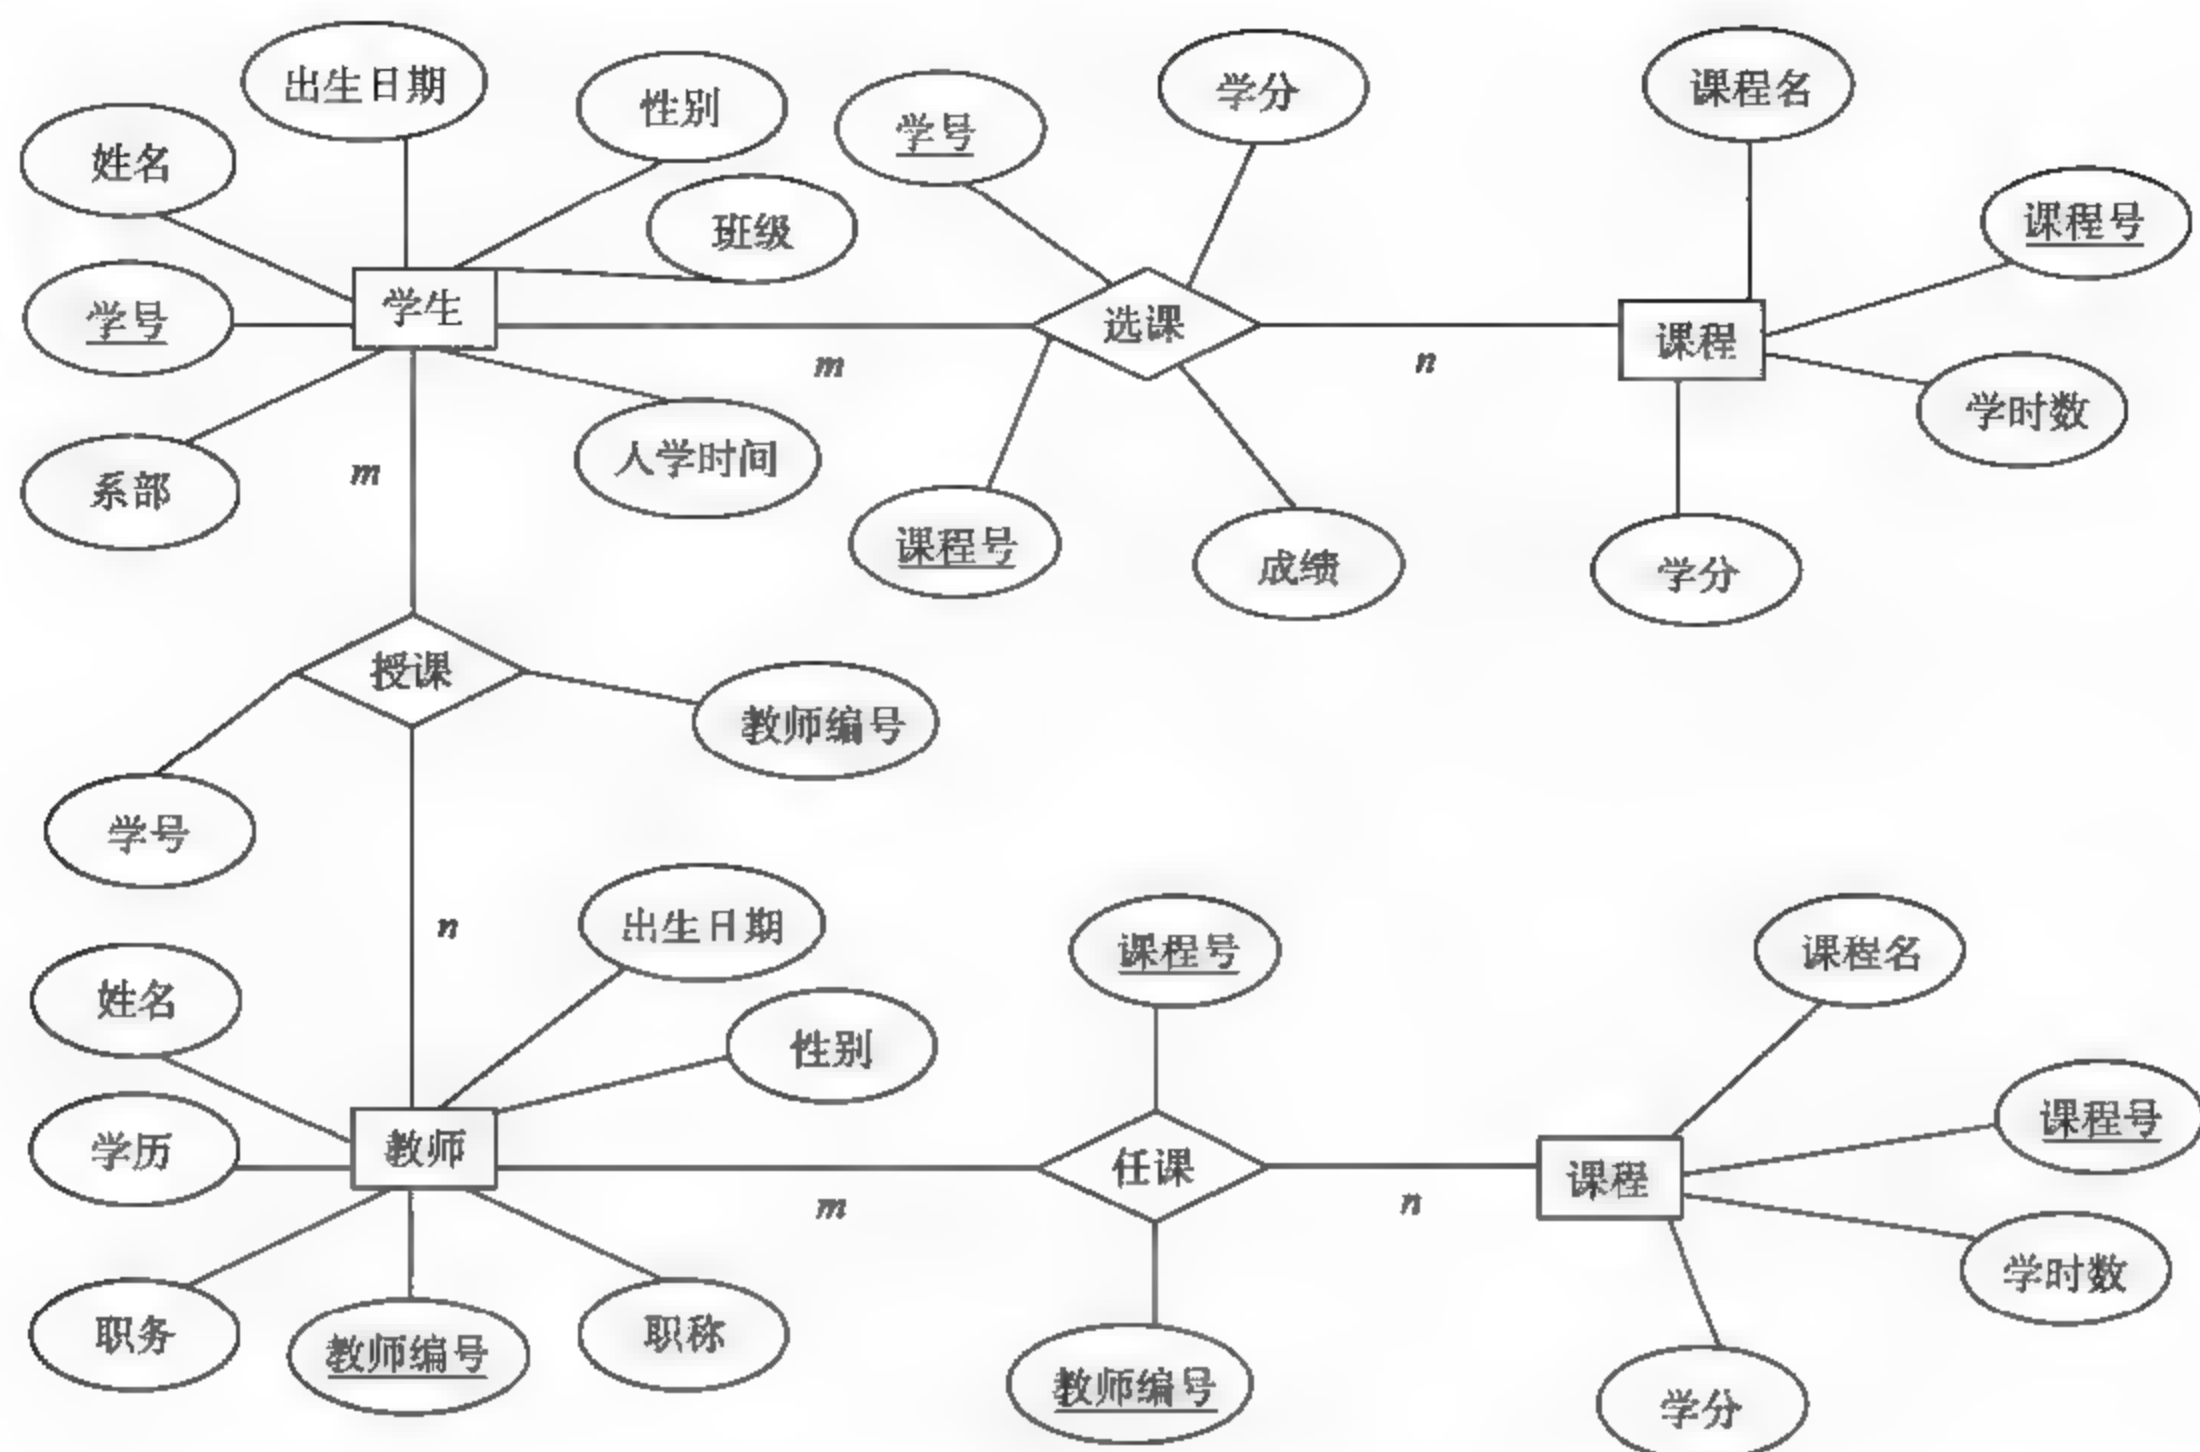 出生日期
性别
学分
课程名
姓名
学号
班级
课程号
学生
选课
课程
学号
m
n
学时数
系部
m
人学时间
课程号
成绩
学分
授课
教师编号
学号
n
出生日期
课程号
课程名
姓名
性别
教师
任课
课程
课程号
学历
m
n
学时数
职务
教师编号
职称
教师编号
学分